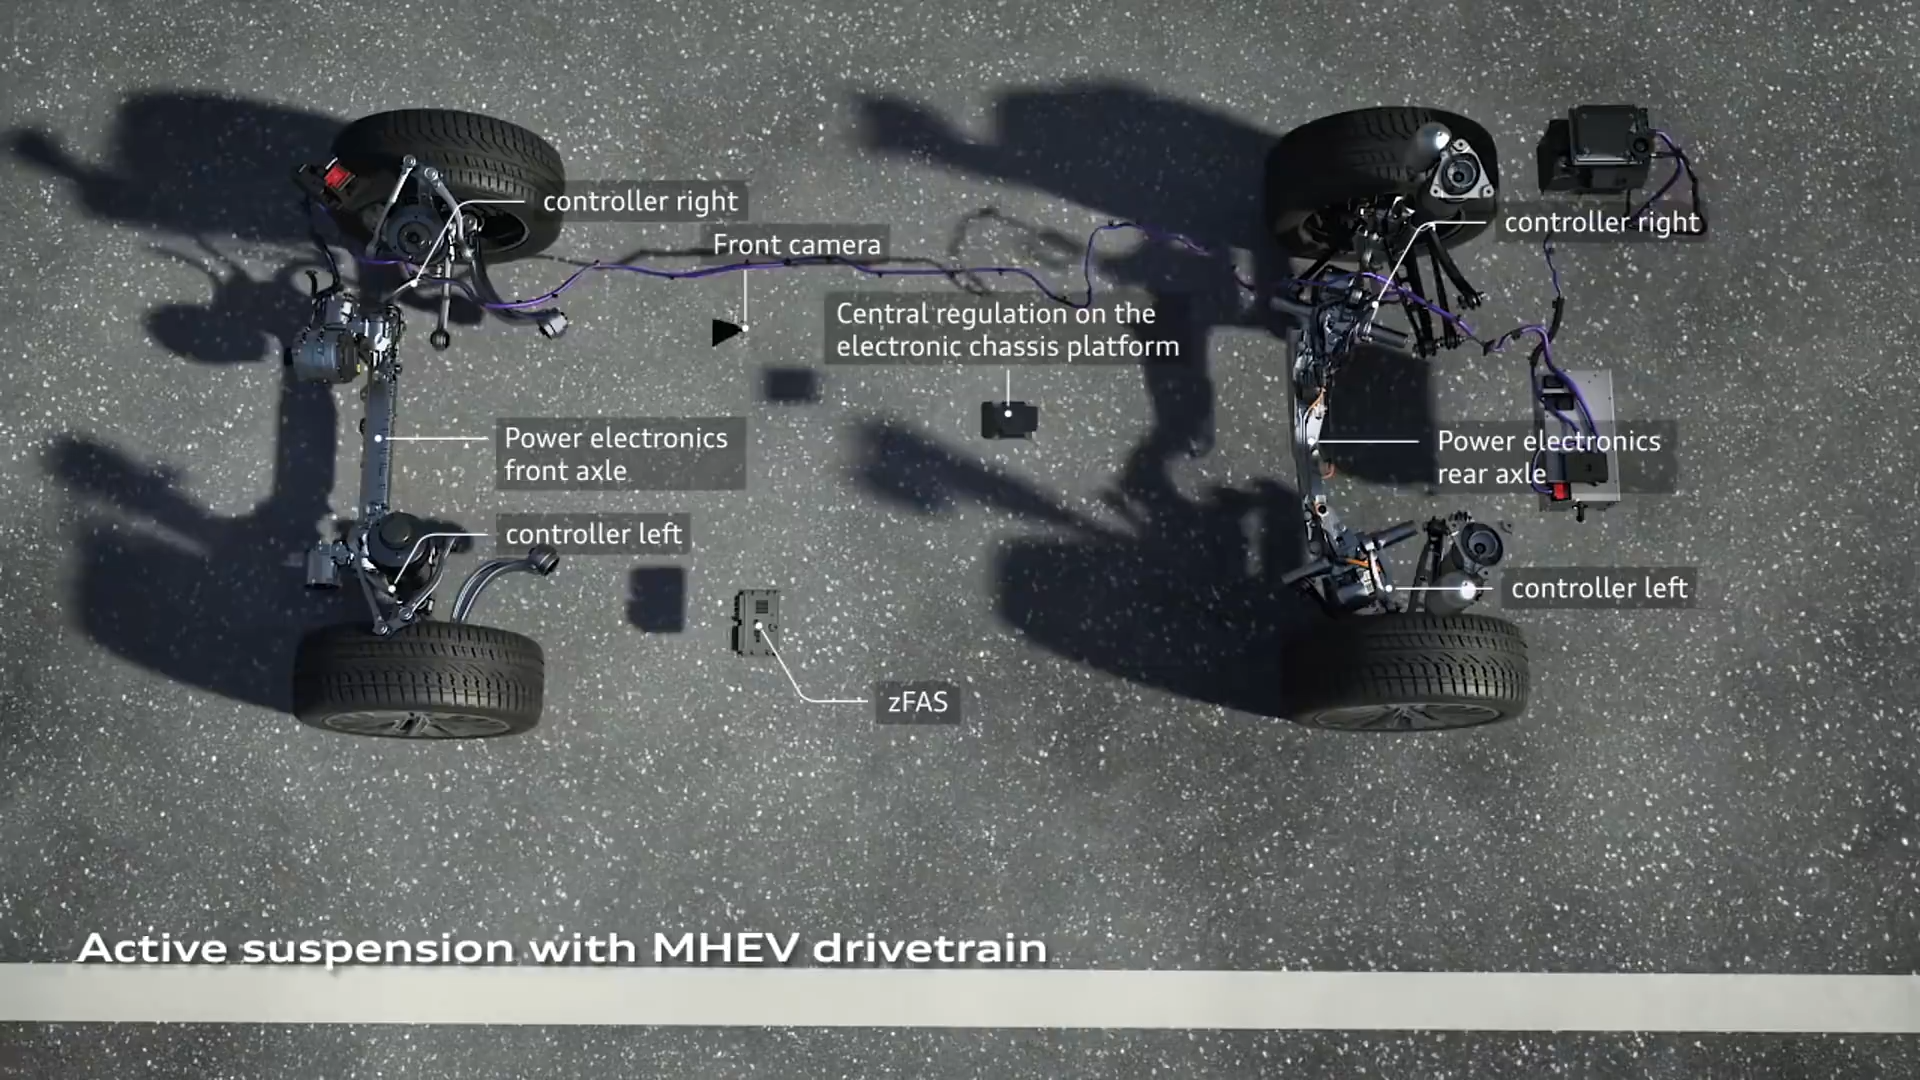 controller right
controller right
Front camera
Central regulation on the
electronic chassis platform
Power electronics
front axle
Power electronics
rear axle
controller left
controller left
zFAS
Active suspension with MHEV drivetrain